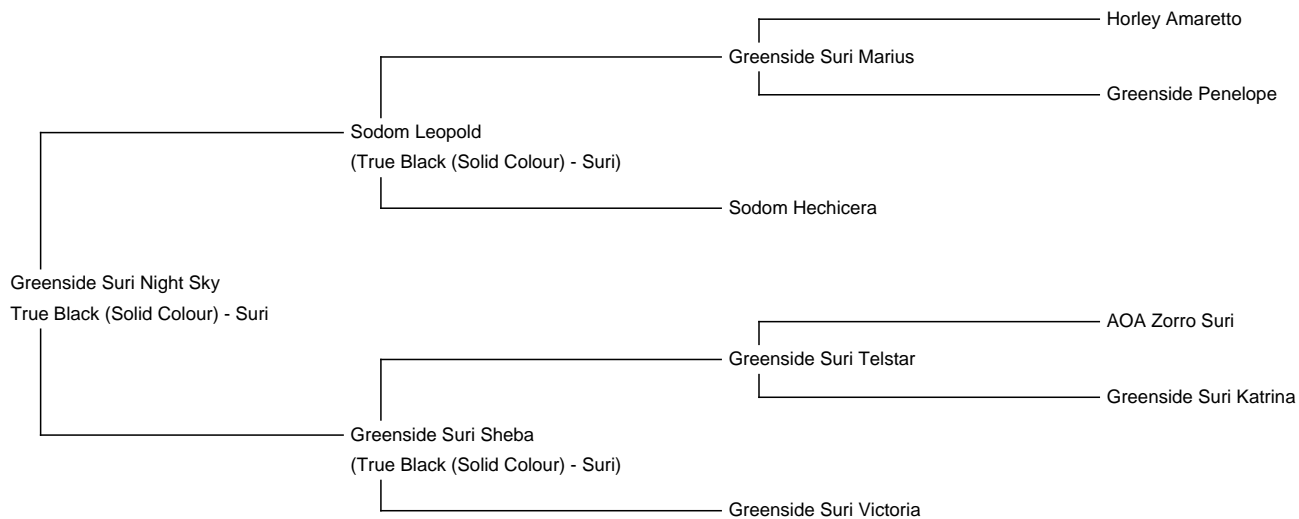 Horley Amaretto
Greenside Suri Marius
Greenside Penelope
Sodom Leopold
(True Black (Solid Colour) - Suri)
Sodom Hechicera
Greenside Suri Night Sky
True Black (Solid Colour) - Suri
AOA Zorro Suri
Greenside Suri Telstar
Greenside Suri Katrina
Greenside Suri Sheba
(True Black (Solid Colour) - Suri)
Greenside Suri Victoria